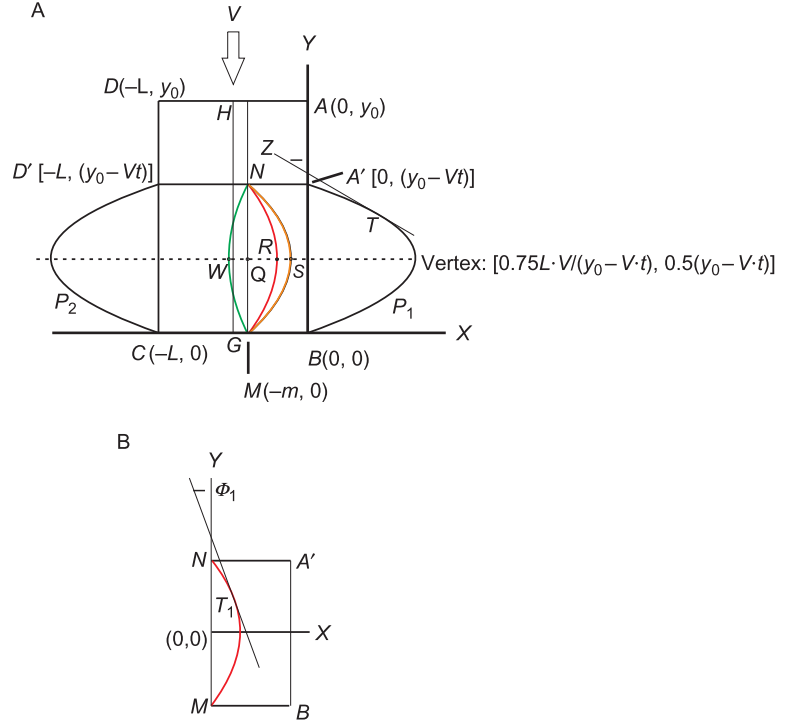 A
V
Y
D(–L, y0)
H
A(0, y0)
Z
–
N
D′ [–L, (y0–Vt)]
A′ [0, (y0–Vt)]
T
R
W
Q
S
Vertex: [0.75L·V/(y0–V·t), 0.5(y0–V·t)]
P2
P1
X
C(–L, 0)
G
B(0, 0)
M(–m, 0)
B
Y
–
Φ1
N
A′
T1
(0,0)
X
M
B